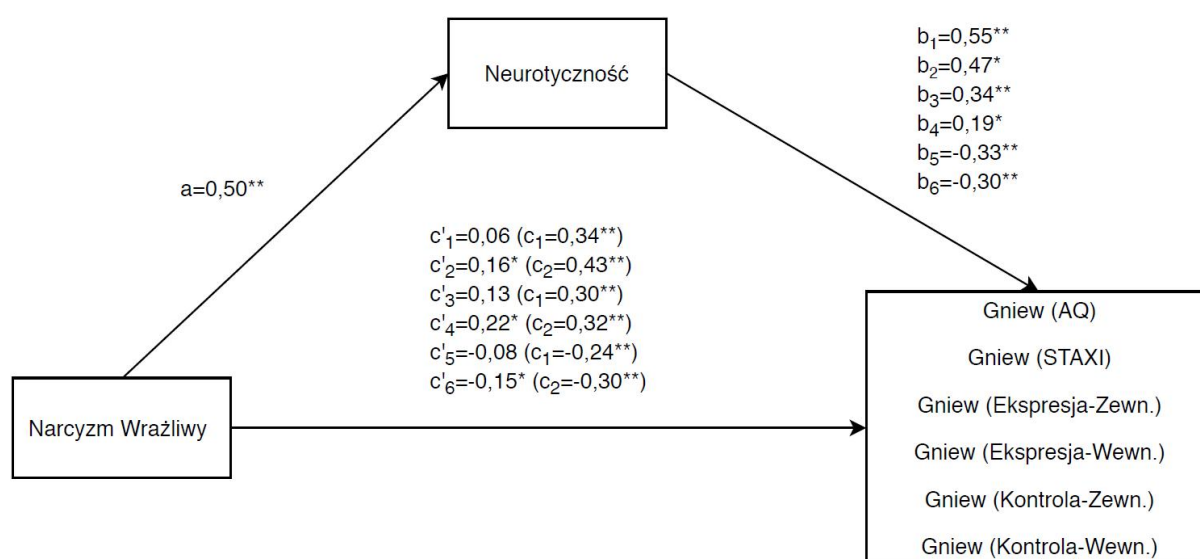 Neurotyczność
b₁=0,55**
b₂=0,47*
b₃=0,34**
b₄=0,19*
b₅=-0,33**
b₆=-0,30**
a=0,50**
c'₁=0,06 (c₁=0,34**)
c'₂=0,16* (c₂=0,43**)
c'₃=0,13 (c₁=0,30**)
c'₄=0,22* (c₂=0,32**)
c'₅=-0,08 (c₁=-0,24**)
c'₆=-0,15* (c₂=-0,30**)
Narcyzm Wrażliwy
Gniew (AQ)
Gniew (STAXI)
Gniew (Ekspresja-Zewn.)
Gniew (Ekspresja-Wewn.)
Gniew (Kontrola-Zewn.)
Gniew (Kontrola-Wewn.)